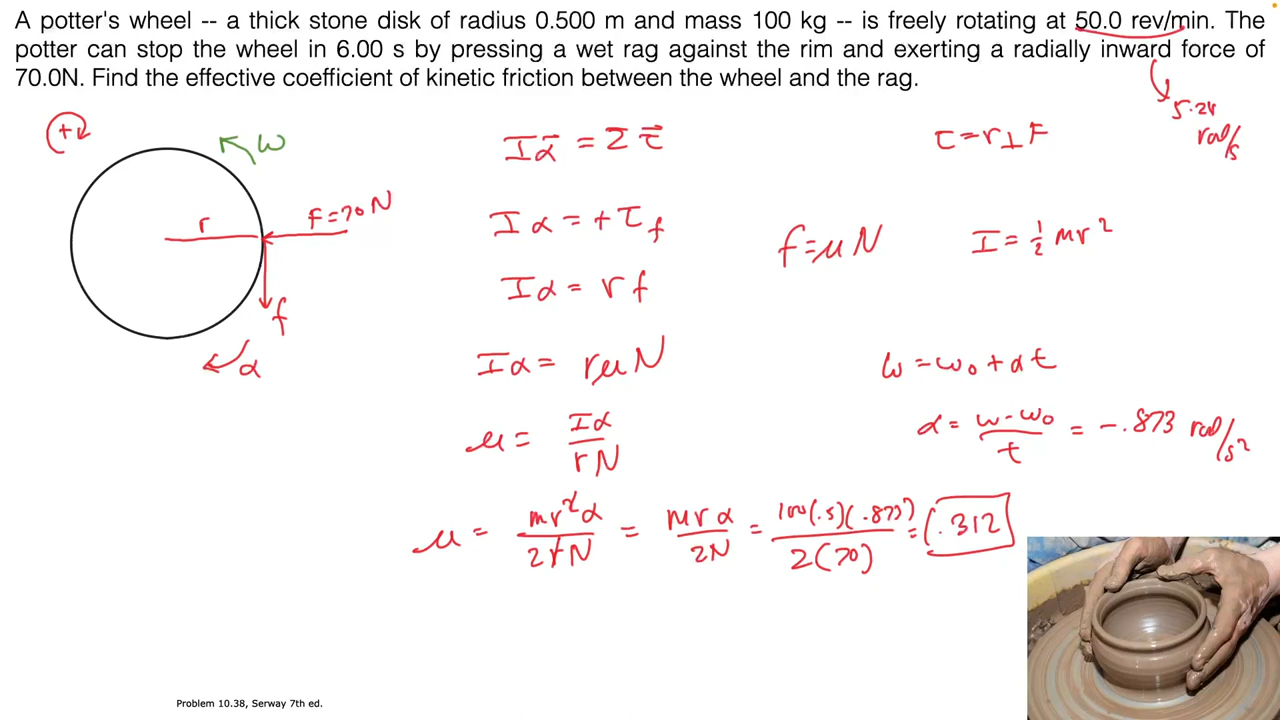 A potter's wheel -- a thick stone disk of radius 0.500 m and mass 100 kg -- is freely rotating at 50.0 rev/min. The
potter can stop the wheel in 6.00 s by pressing a wet rag against the rim and exerting a radially inward force of
70.0N. Find the effective coefficient of kinetic friction between the wheel and the rag.
5.24
rad/s
+
ω
r
F=70 N
f
α
Iα⃗ = Σ τ⃗
τ=r⊥F
Iα = +τ_f
f=μN
I = ½ mr²
Iα = rf
Iα = rμN
ω = ω₀ + αt
μ = Iα/rN
α = ω-ω₀/t = -.873 rad/s²
μ = mr²α/2rN = mrα/2N = 100(.5)(.873)/2(70) = .312
Problem 10.38, Serway 7th ed.